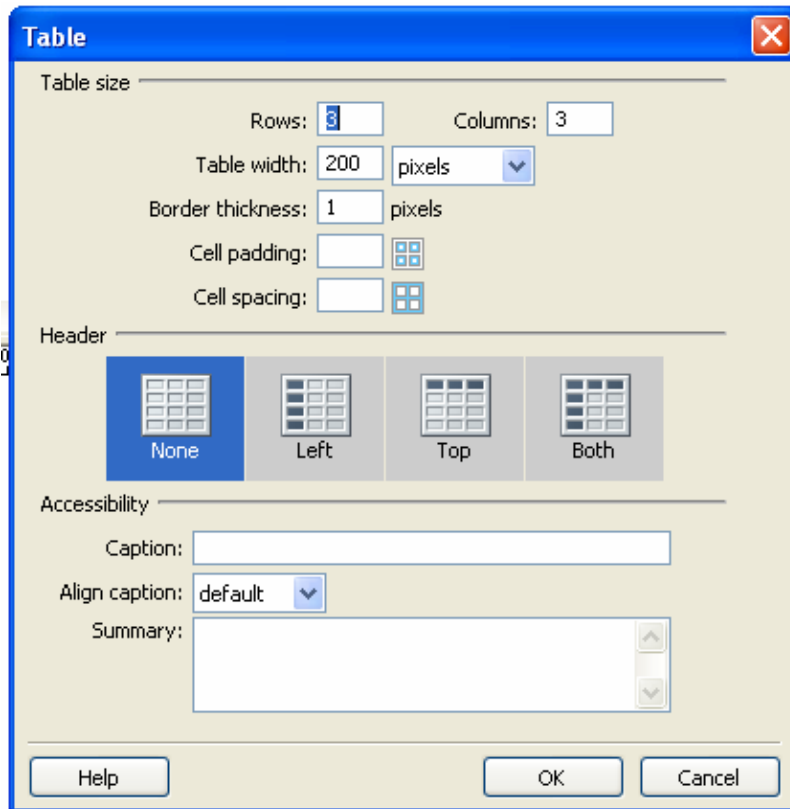 Table
Table size
Rows: 3 Columns: 3
Table width: 200 pixels
Border thickness: 1 pixels
Cell padding:
Cell spacing:
Header
None Left Top Both
Accessibility
Caption:
Align caption: default
Summary:
Help OK Cancel